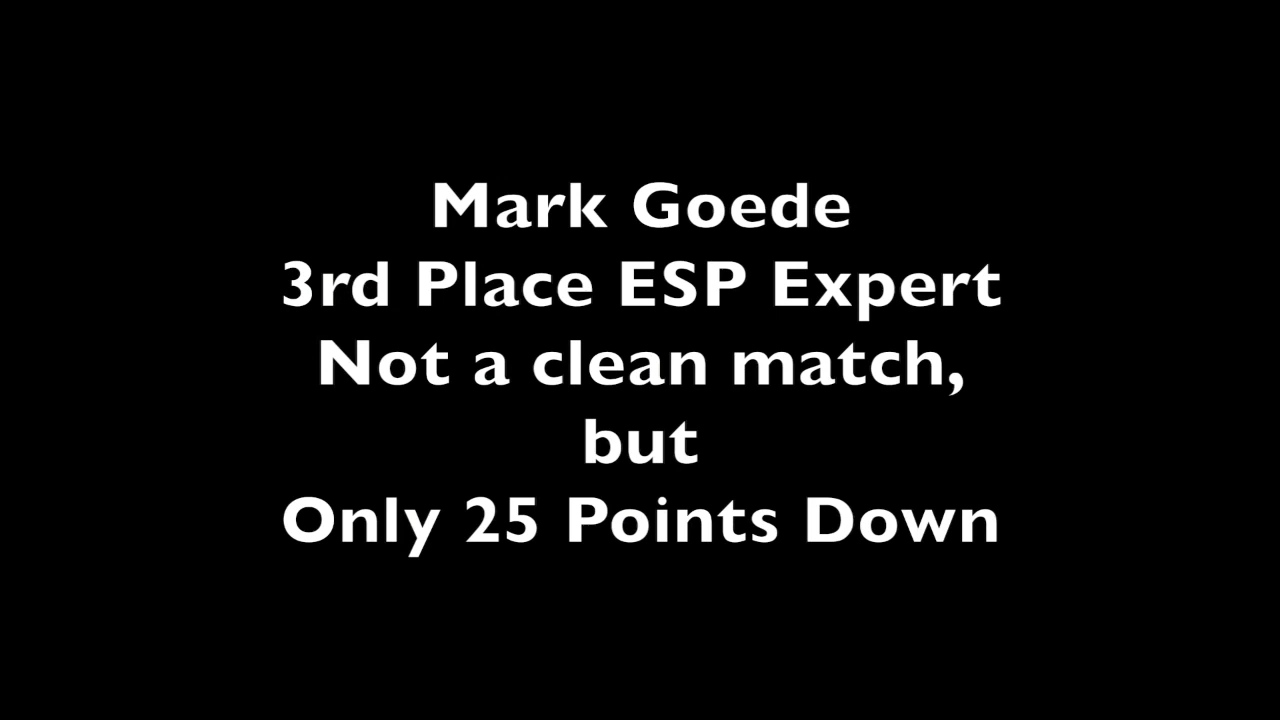 Mark Goede
3rd Place ESP Expert
Not a clean match,
but
Only 25 Points Down